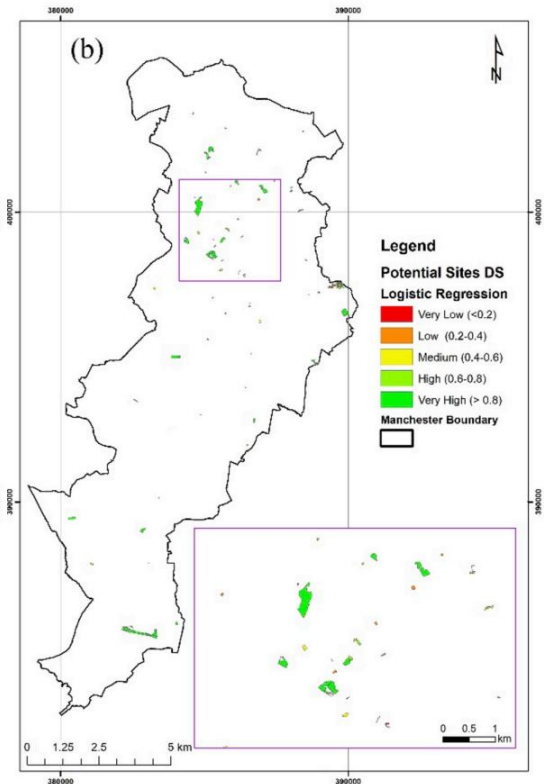 380000 390000
(b)
N
400000 400000
Legend
Potential Sites DS
Logistic Regression
Very Low (<0.2)
Low (0.2-0.4)
Medium (0.4-0.6)
High (0.6-0.8)
Very High (> 0.8)
Manchester Boundary
390000 390000
0 1.25 2.5 5 km
0 0.5 1 km
380000 390000